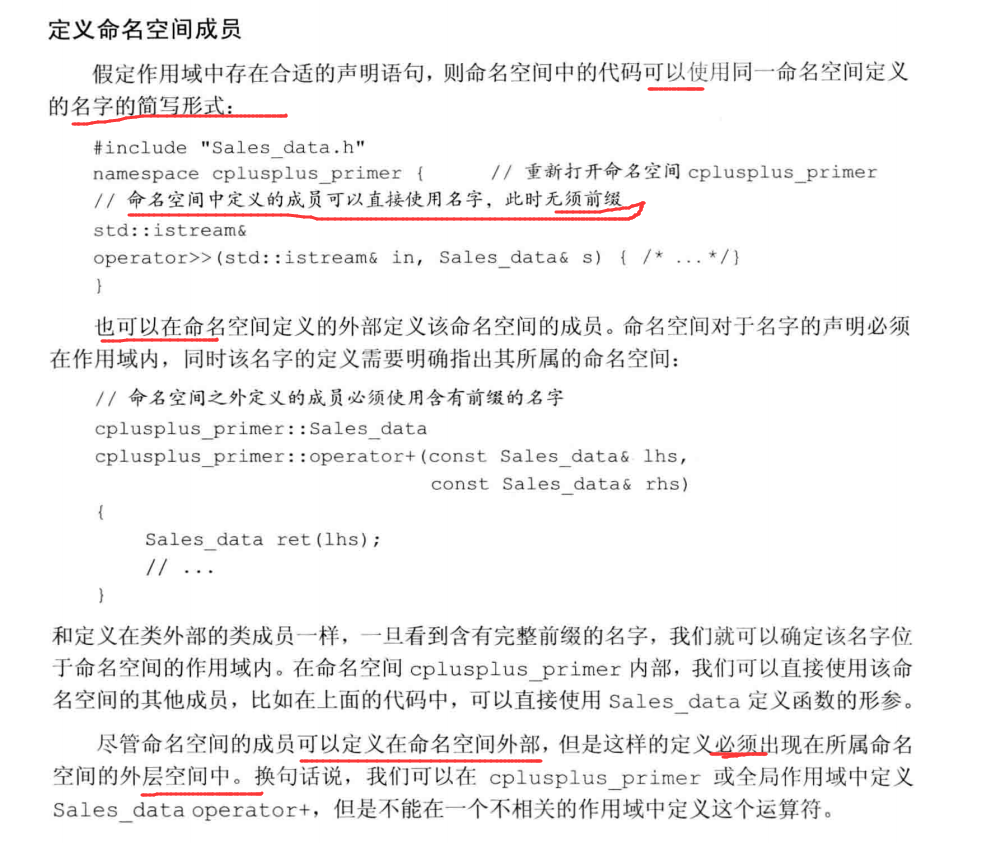 定义命名空间成员
假定作用域中存在合适的声明语句，则命名空间中的代码可以使用同一命名空间定义
的名字的简写形式：
#include "Sales_data.h"
namespace cplusplus_primer { // 重新打开命名空间 cplusplus_primer
// 命名空间中定义的成员可以直接使用名字，此时无须前缀
std::istream&
operator>>(std::istream& in, Sales_data& s) { /* ...*/}
}
也可以在命名空间定义的外部定义该命名空间的成员。命名空间对于名字的声明必须
在作用域内，同时该名字的定义需要明确指出其所属的命名空间：
// 命名空间之外定义的成员必须使用含有前缀的名字
cplusplus_primer::Sales_data
cplusplus_primer::operator+(const Sales_data& lhs,
const Sales_data& rhs)
{
Sales_data ret(lhs);
// ...
}
和定义在类外部的类成员一样，一旦看到含有完整前缀的名字，我们就可以确定该名字位
于命名空间的作用域内。在命名空间 cplusplus_primer 内部，我们可以直接使用该命
名空间的其他成员，比如在上面的代码中，可以直接使用 Sales_data 定义函数的形参。
尽管命名空间的成员可以定义在命名空间外部，但是这样的定义必须出现在所属命名
空间的外层空间中。换句话说，我们可以在 cplusplus_primer 或全局作用域中定义
Sales_data operator+，但是不能在一个不相关的作用域中定义这个运算符。